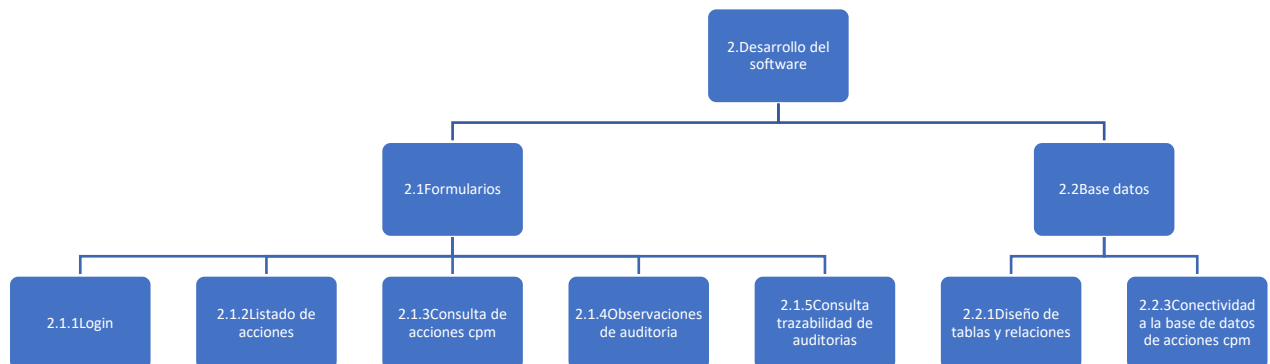 2.Desarrollo del
software
2.1Formularios
2.2Base datos
2.1.1Login
2.1.2Listado de
acciones
2.1.3Consulta de
acciones cpm
2.1.4Observaciones
de auditoria
2.1.5Consulta
trazabilidad de
auditorias
2.2.1Diseño de
tablas y relaciones
2.2.3Conectividad
a la base de datos
de acciones cpm